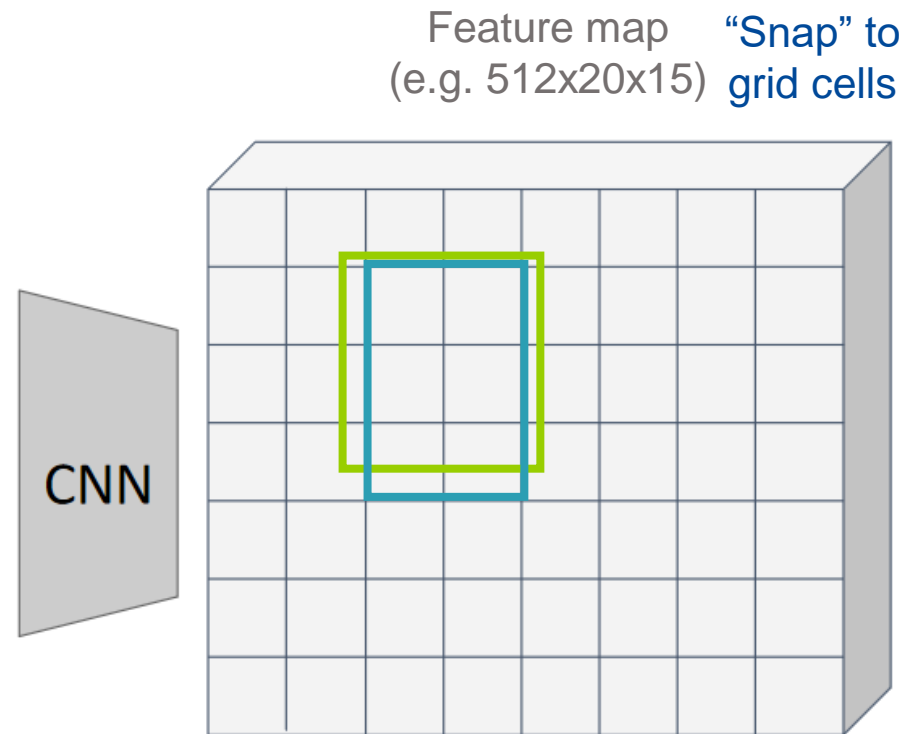 Feature map
(e.g. 512x20x15)
“Snap” to
grid cells
CNN